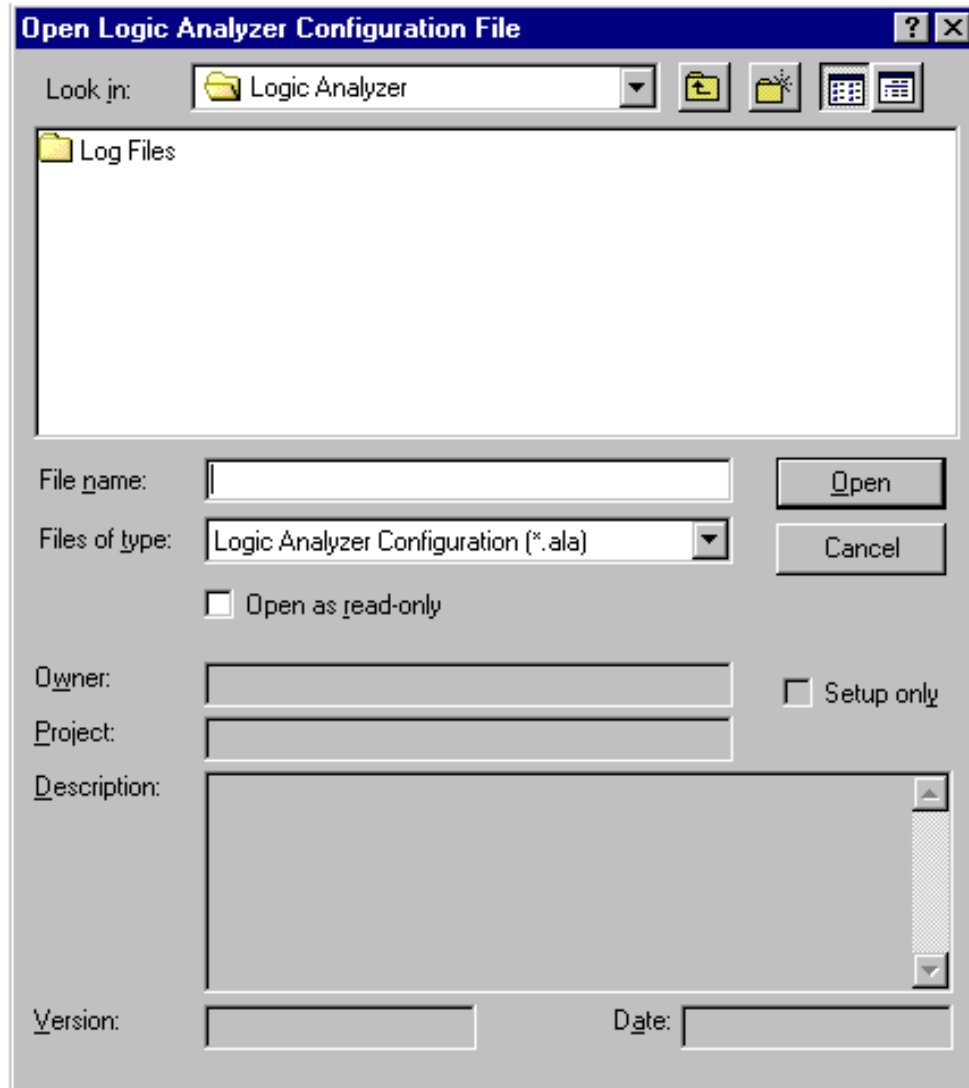 Open Logic Analyzer Configuration File
Look in: Logic Analyzer
Log Files
File name: Open
Files of type: Logic Analyzer Configuration (*.ala) Cancel
Open as read-only
Owner: Setup only
Project:
Description:
Version: Date: